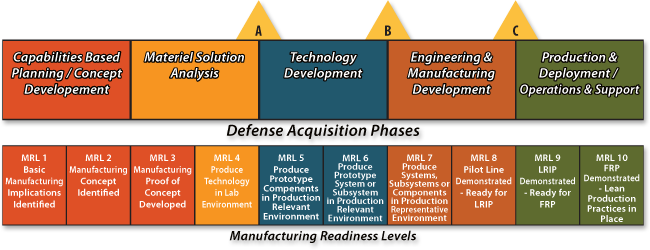 A
B
C
Capabilities Based
Planning / Concept
Developement
Materiel Solution
Analysis
Technology
Development
Engineering &
Manufacturing
Development
Production &
Deployment /
Operations & Support
Defense Acquisition Phases
MRL 1
Basic
Manufacturing
Implications
Identified
MRL 2
Manufacturing
Concept
Identified
MRL 3
Manufacturing
Proof of
Concept
Developed
MRL 4
Produce
Technology
in Lab
Environment
MRL 5
Produce
Prototype
Components
in Production
Relevant
Environment
MRL 6
Produce
Prototype
System or
Subsystem
in Production
Relevant
Environment
MRL 7
Produce
Systems,
Subsystems or
Components in
Production
Representative
Environment
MRL 8
Pilot Line
Demonstrated
- Ready for
LRIP
MRL 9
LRIP
Demonstrated
- Ready for
FRP
MRL 10
FRP
Demonstrated
- Lean
Production
Practices in
Place
Manufacturing Readiness Levels